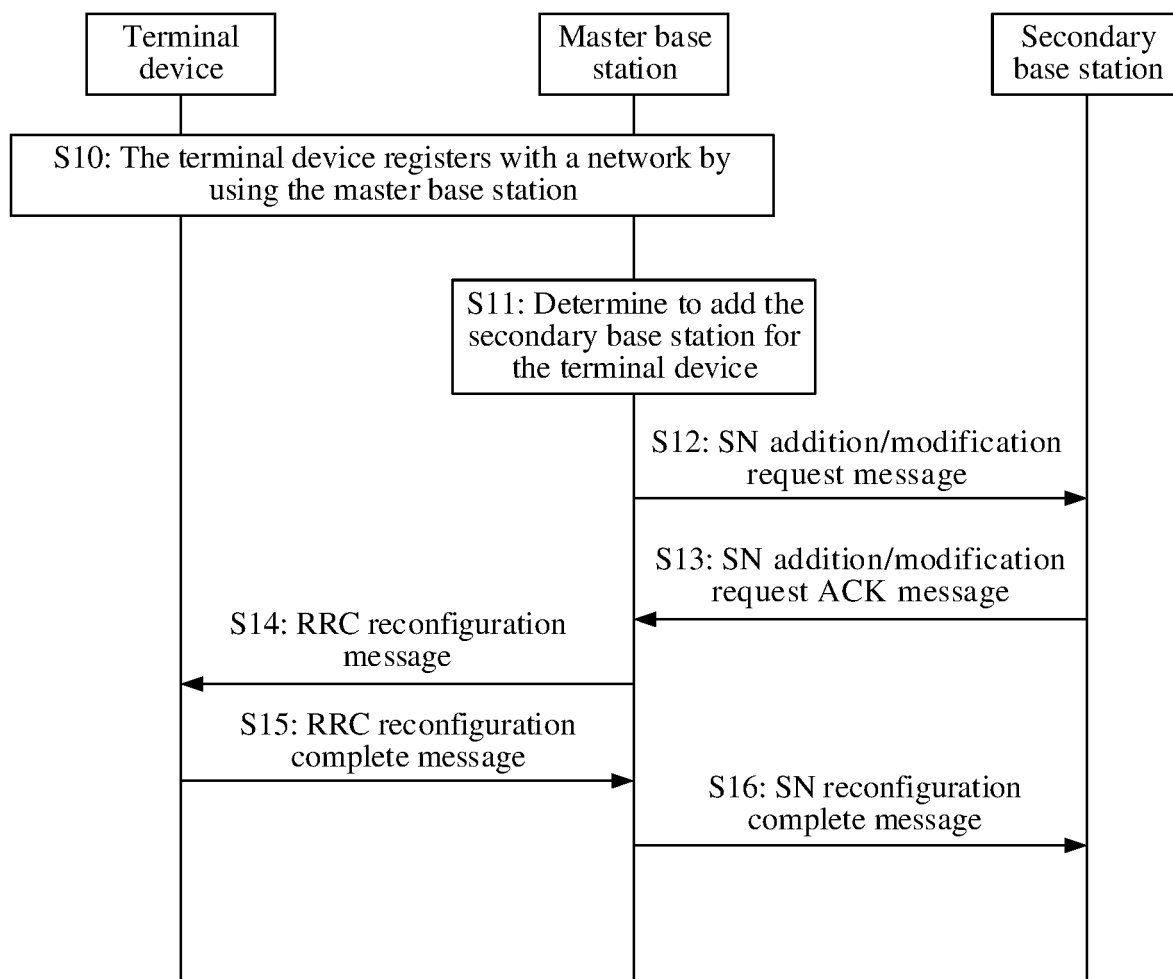 Terminal
device
Master base
station
Secondary
base station
S10: The terminal device registers with a network by
using the master base station
S11: Determine to add the
secondary base station for
the terminal device
S12: SN addition/modification
request message
S13: SN addition/modification
request ACK message
S14: RRC reconfiguration
message
S15: RRC reconfiguration
complete message
S16: SN reconfiguration
complete message